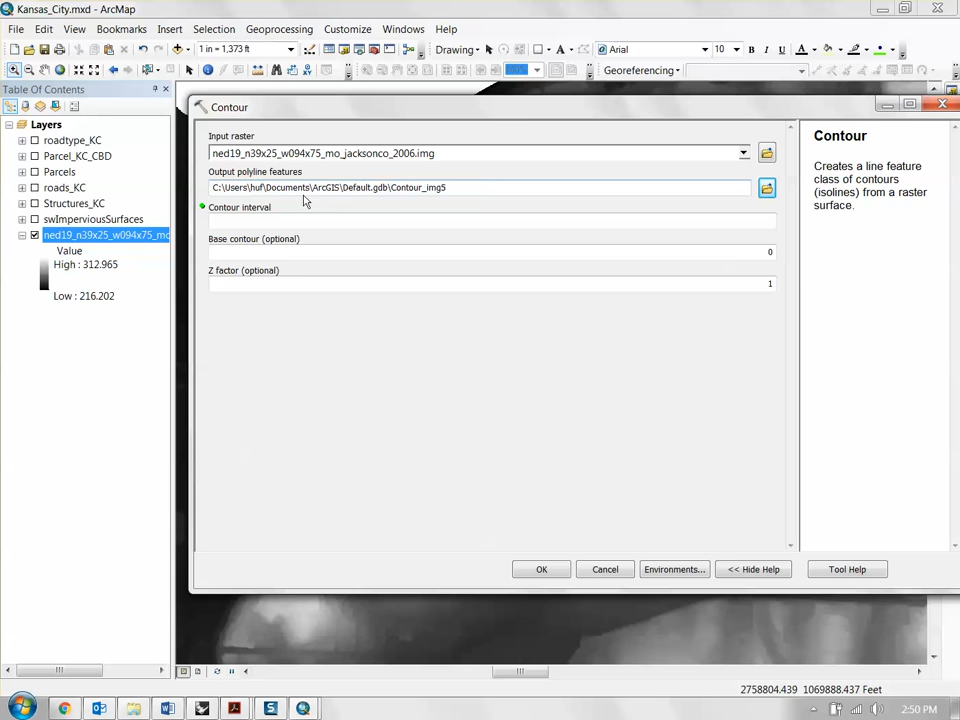 Kansas_City.mxd - ArcMap
File Edit View Bookmarks Insert Selection Geoprocessing Customize Windows Help
1 in = 1,373 ft
Drawing
Arial
10
B I U A
100%
Georeferencing
Table Of Contents
Layers
roadtype_KC
Parcel_KC_CBD
Parcels
roads_KC
Structures_KC
swImperviousSurfaces
ned19_n39x25_w094x75_mo
Value
High : 312.965
Low : 216.202
Contour
Input raster
ned19_n39x25_w094x75_mo_jacksonco_2006.img
Output polyline features
C:\Users\huf\Documents\ArcGIS\Default.gdb\Contour_img5
Contour interval
Base contour (optional)
0
Z factor (optional)
1
OK Cancel Environments... << Hide Help Tool Help
Contour
Creates a line feature
class of contours
(isolines) from a raster
surface.
2758804.439 1069888.437 Feet
2:50 PM